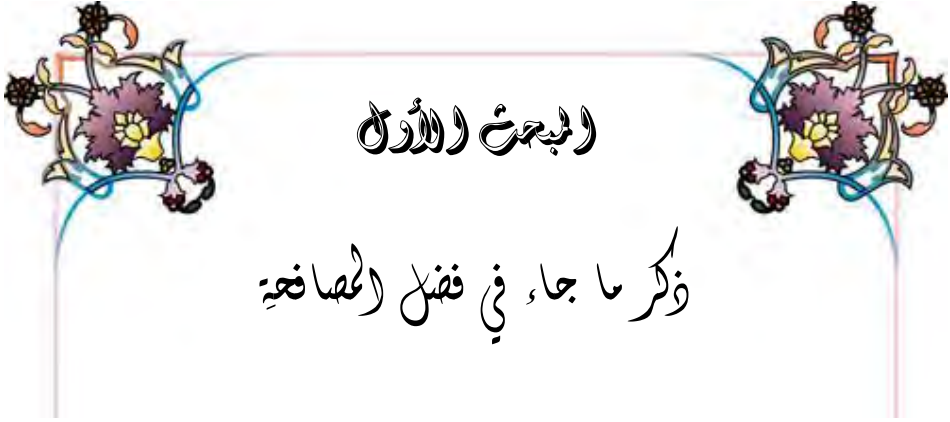 المبحث الأول
ذكر ما جاء في فضل المصافحةِ